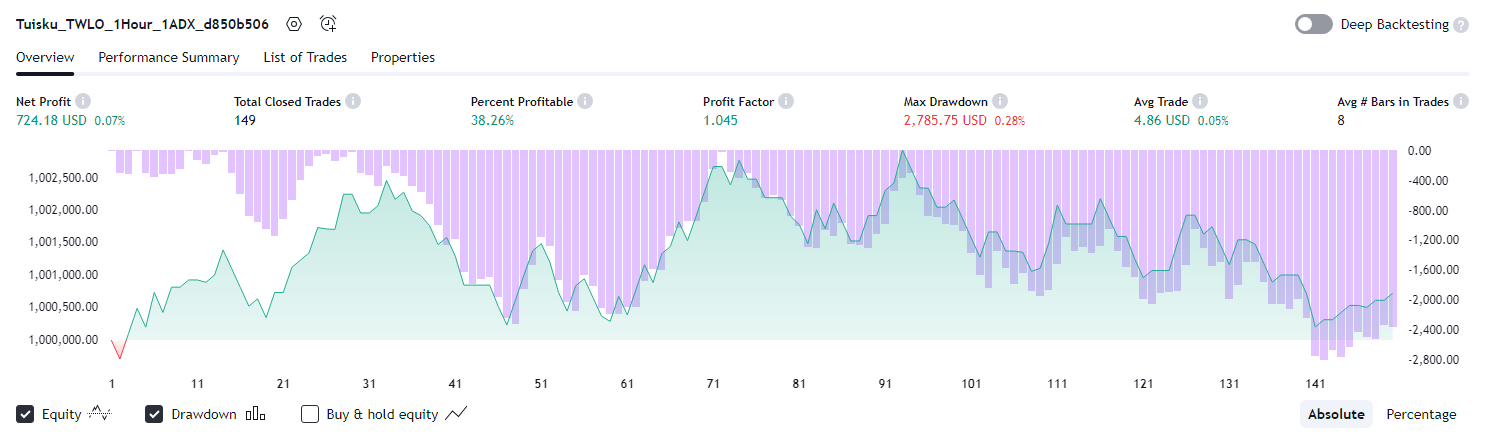 Tuisku_TWLO_1Hour_1ADX_d850b506
Deep Backtesting ?
Overview Performance Summary List of Trades Properties
Net Profit i Total Closed Trades i Percent Profitable i Profit Factor i Max Drawdown i Avg Trade i Avg # Bars in Trades i
724.18 USD 0.07% 149 38.26% 1.045 2,785.75 USD 0.28% 4.86 USD 0.05% 8
0.00
1,002,500.00 -400.00
1,002,000.00 -800.00
1,001,500.00 -1,200.00
1,001,000.00 -1,600.00
1,000,500.00 -2,000.00
1,000,000.00 -2,400.00
-2,800.00
1 11 21 31 41 51 61 71 81 91 101 111 121 131 141
Equity Drawdown Buy & hold equity Absolute Percentage